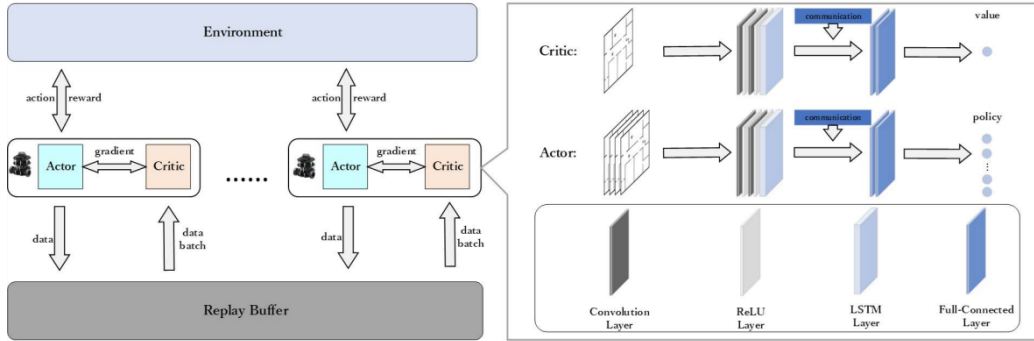 Environment
action
reward
action
reward
Actor
gradient
Critic
......
Actor
gradient
Critic
data
data
batch
data
data
batch
Replay Buffer
Critic:
communication
value
Actor:
communication
policy
Convolution
Layer
ReLU
Layer
LSTM
Layer
Full-Connected
Layer